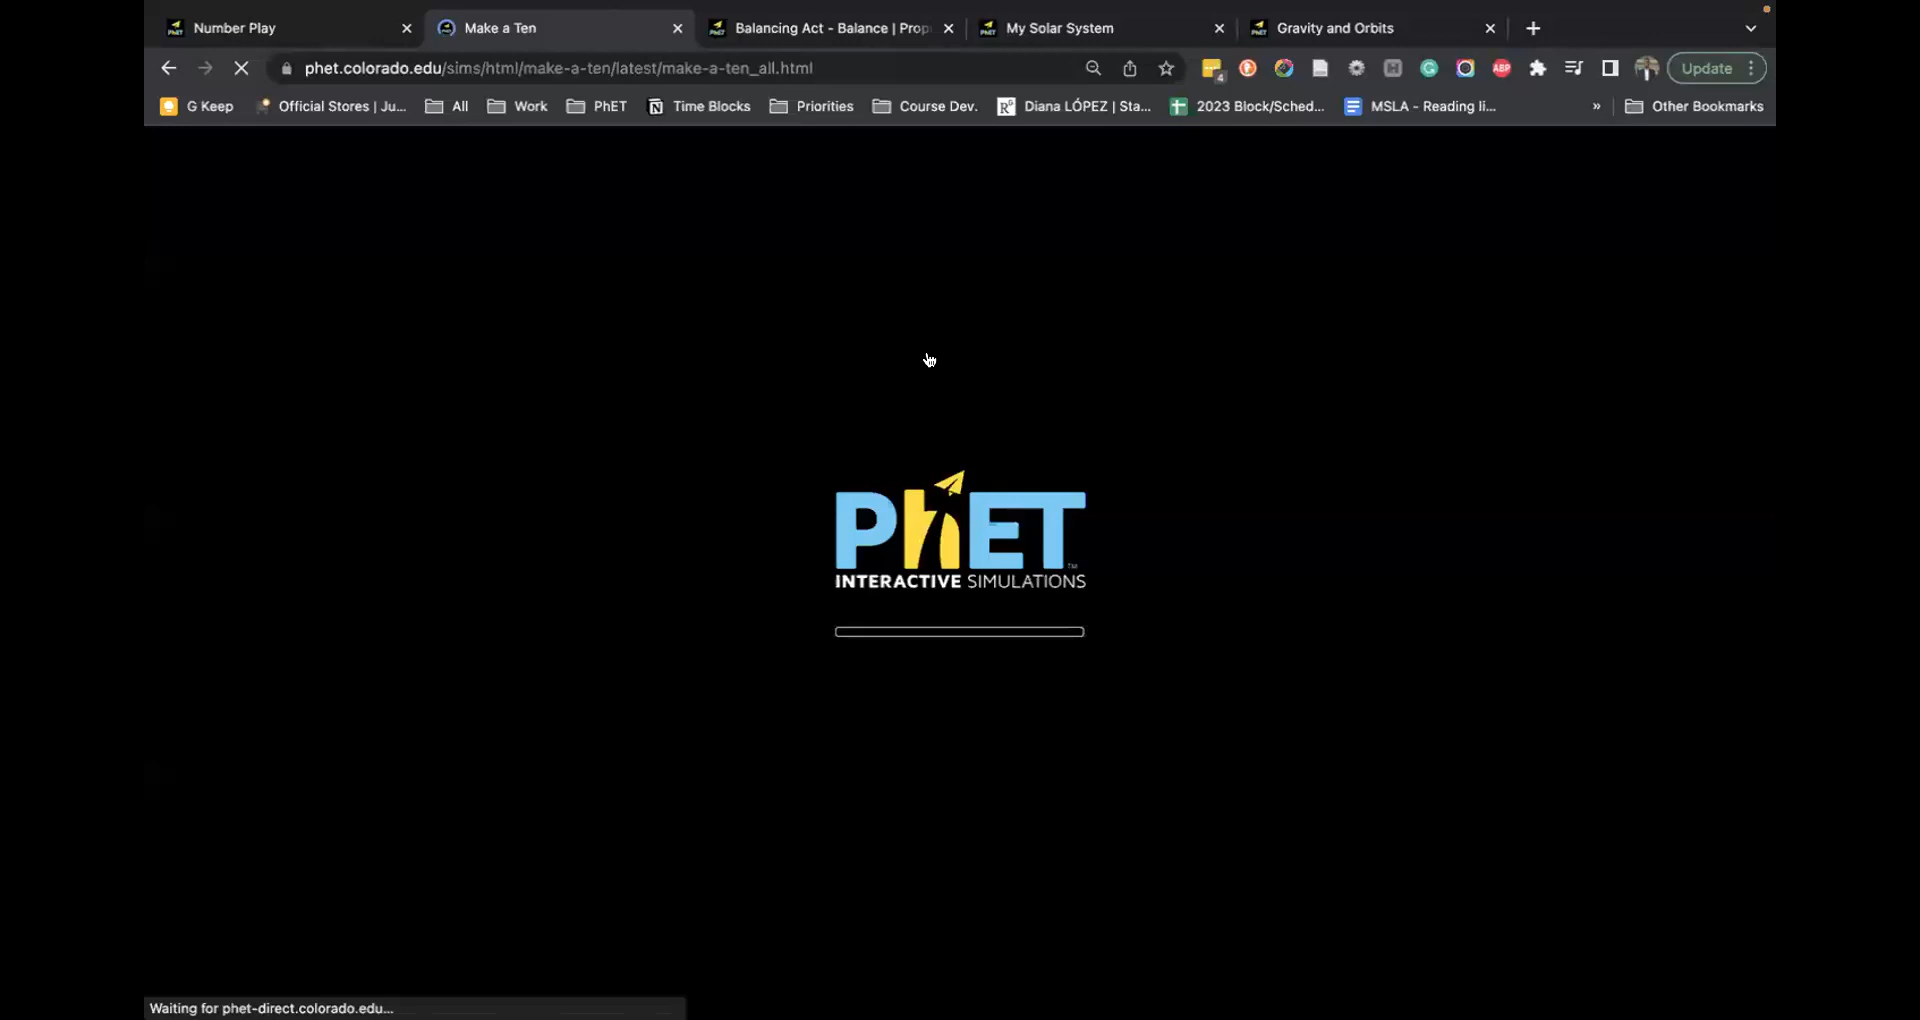 Number Play
Make a Ten
Balancing Act - Balance | Prop
My Solar System
Gravity and Orbits
phet.colorado.edu/sims/html/make-a-ten/latest/make-a-ten_all.html
4
ABP
Update
G Keep
Official Stores | Ju...
All
Work
PhET
Time Blocks
Priorities
Course Dev.
Diana LÓPEZ | Sta...
2023 Block/Sched...
MSLA - Reading li...
»
Other Bookmarks
PhET™
INTERACTIVE SIMULATIONS
Waiting for phet-direct.colorado.edu...